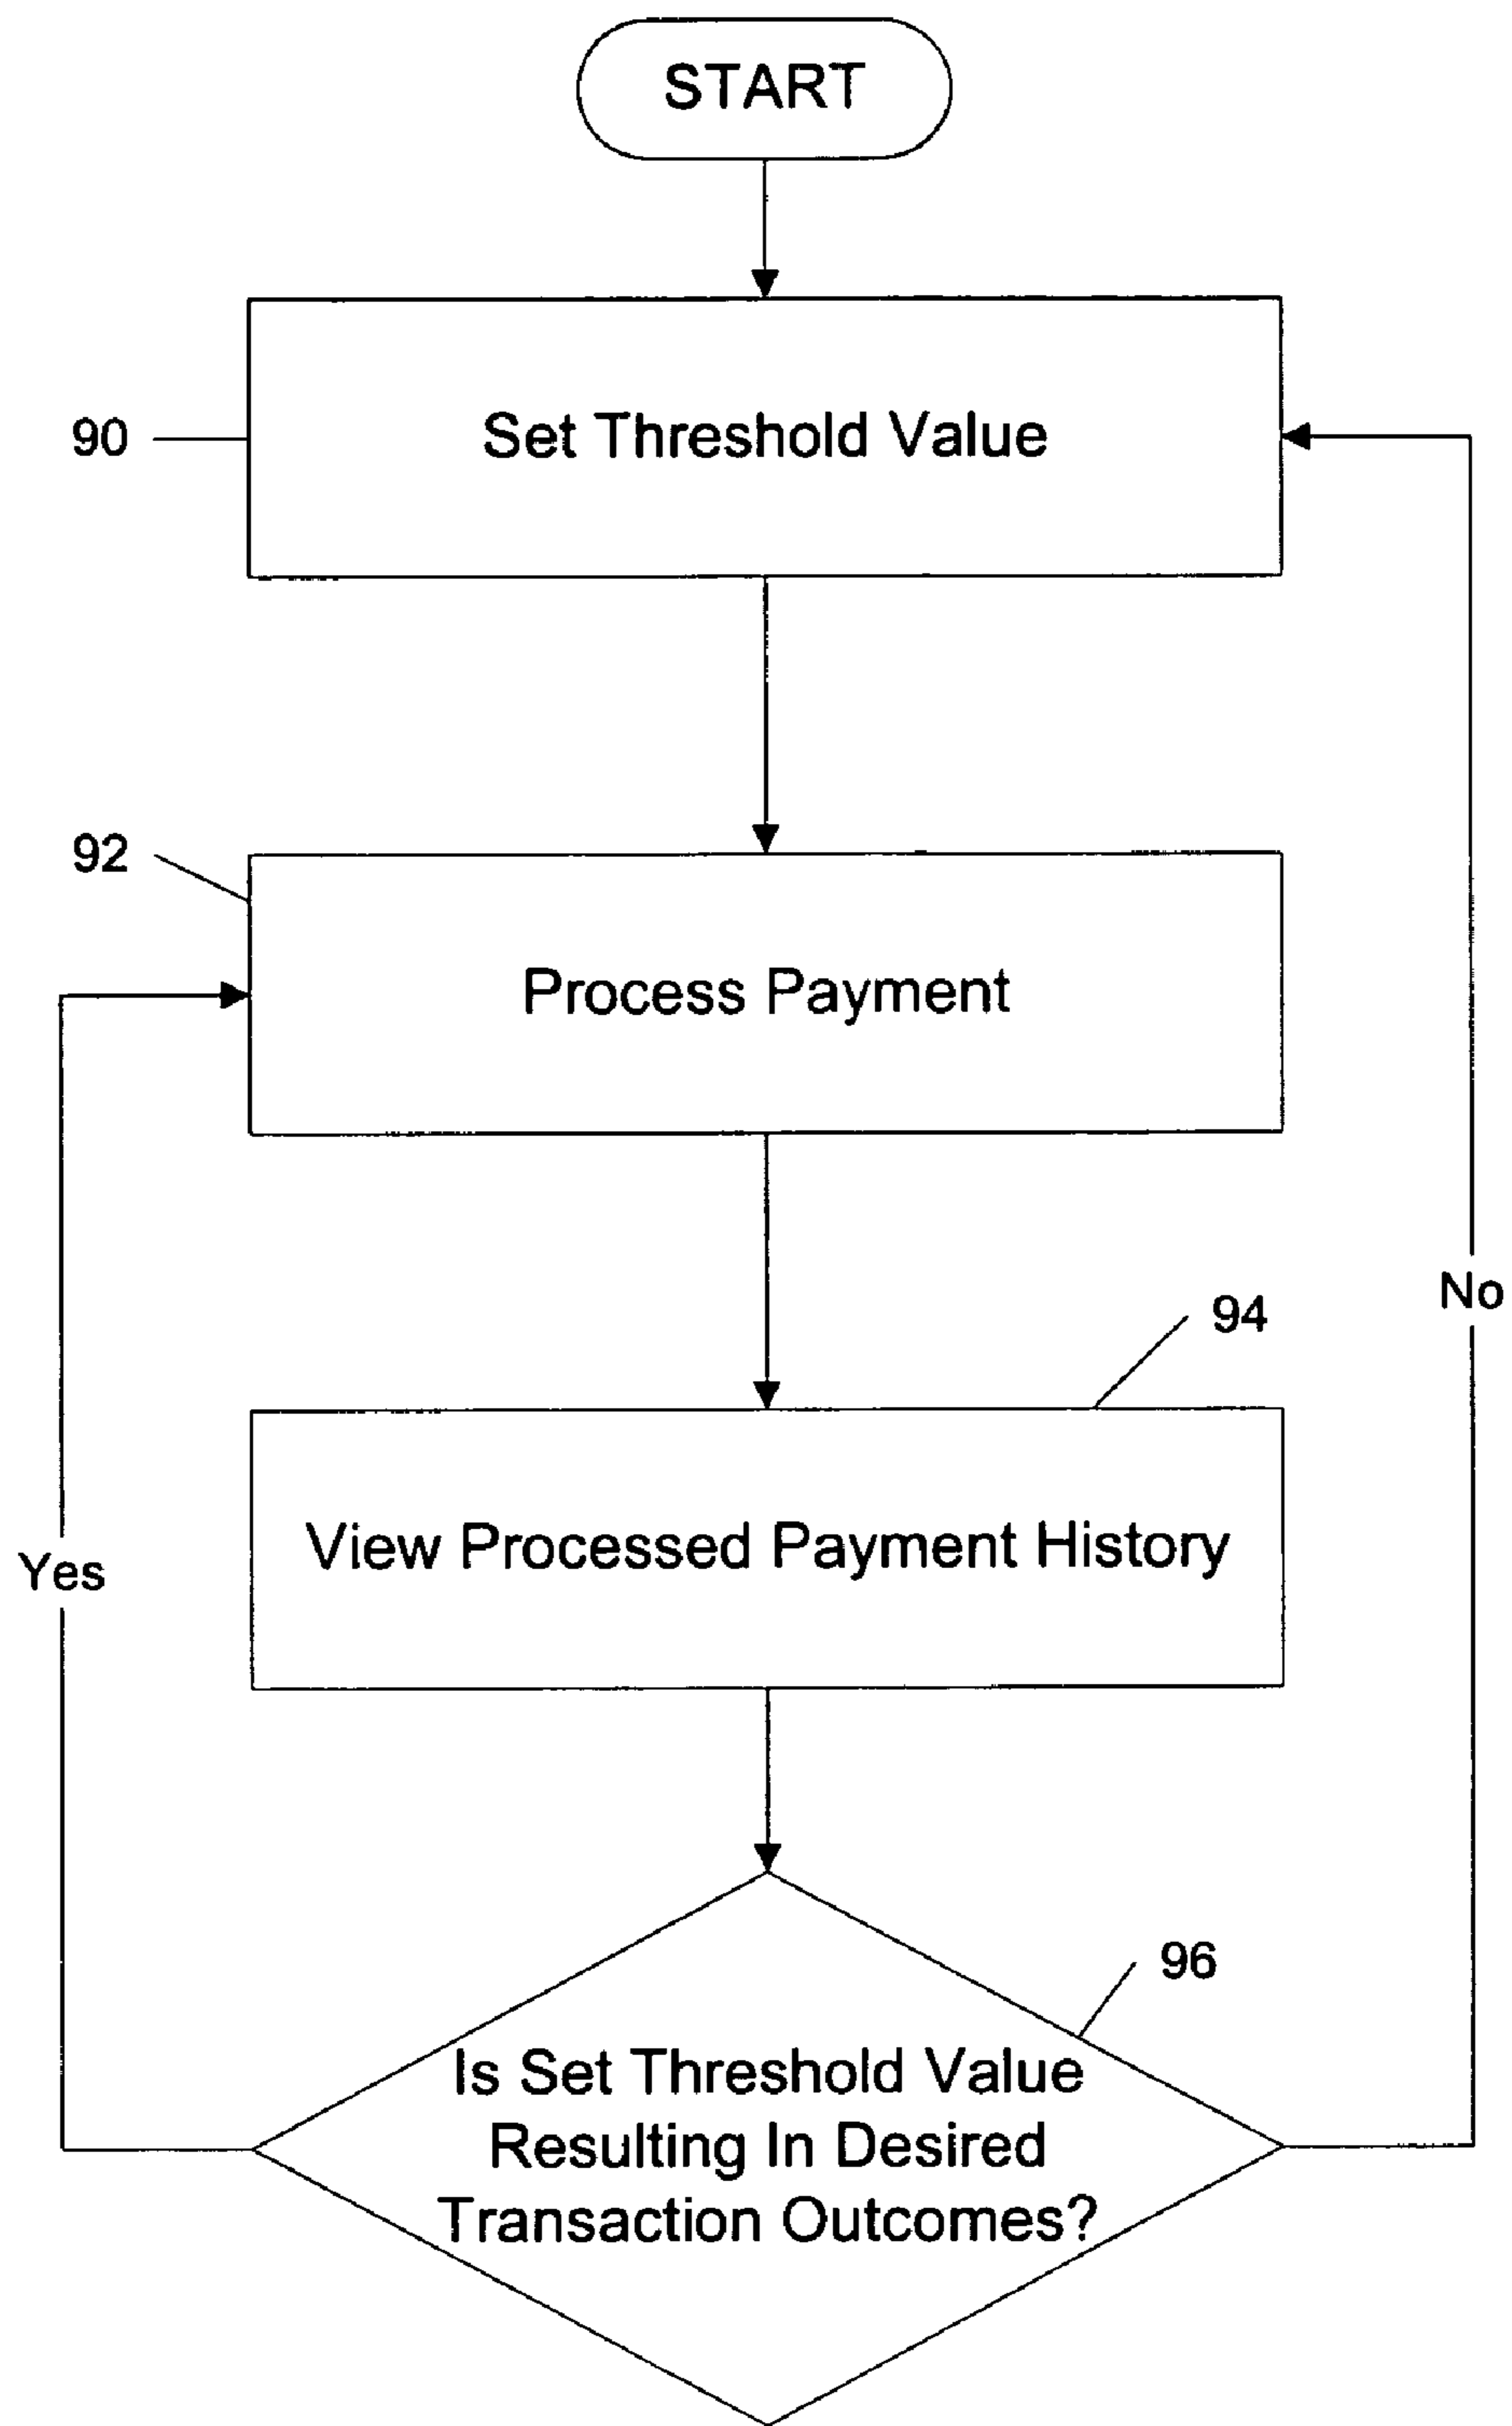 START
90
Set Threshold Value
92
Process Payment
No
94
View Processed Payment History
Yes
96
Is Set Threshold Value
Resulting In Desired
Transaction Outcomes?